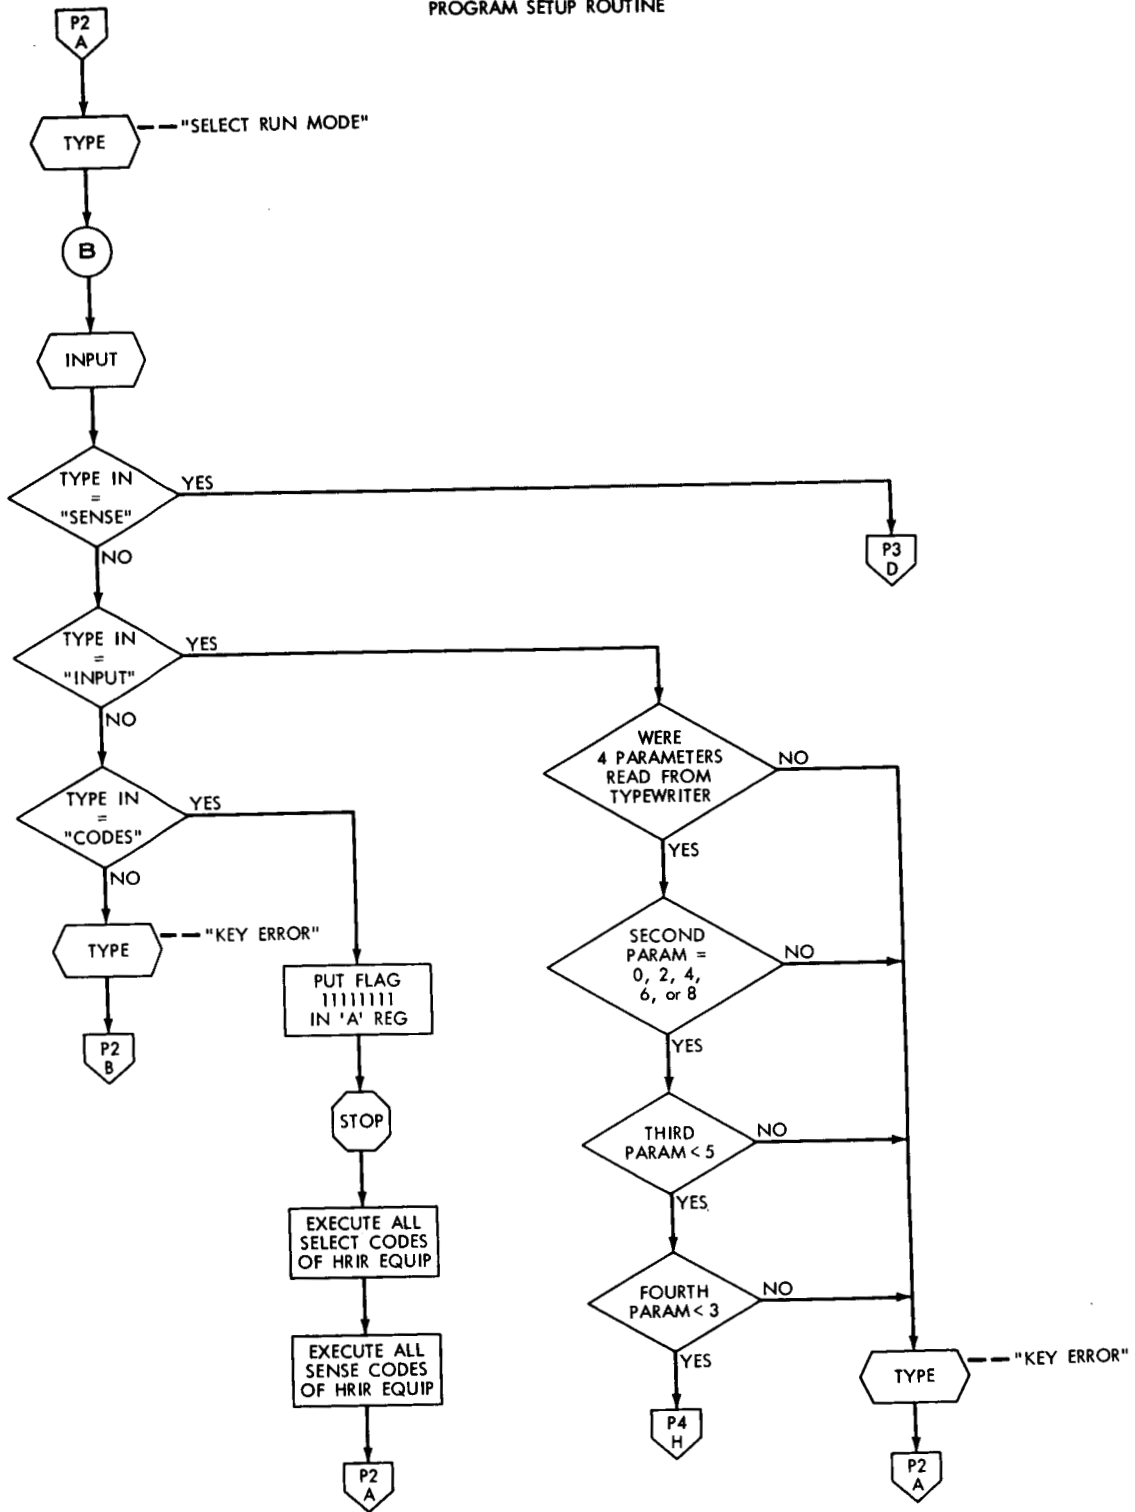 PROGRAM SETUP ROUTINE
P2
A
TYPE
"SELECT RUN MODE"
B
INPUT
TYPE IN
=
"SENSE"
YES
NO
P3
D
TYPE IN
=
"INPUT"
YES
NO
WERE
4 PARAMETERS
READ FROM
TYPEWRITER
NO
YES
TYPE IN
=
"CODES"
YES
NO
TYPE
"KEY ERROR"
P2
B
PUT FLAG
11111111
IN 'A' REG
STOP
EXECUTE ALL
SELECT CODES
OF HRIR EQUIP
EXECUTE ALL
SENSE CODES
OF HRIR EQUIP
P2
A
SECOND
PARAM =
0, 2, 4,
6, or 8
NO
YES
THIRD
PARAM < 5
NO
YES
FOURTH
PARAM < 3
NO
YES
P4
H
TYPE
"KEY ERROR"
P2
A